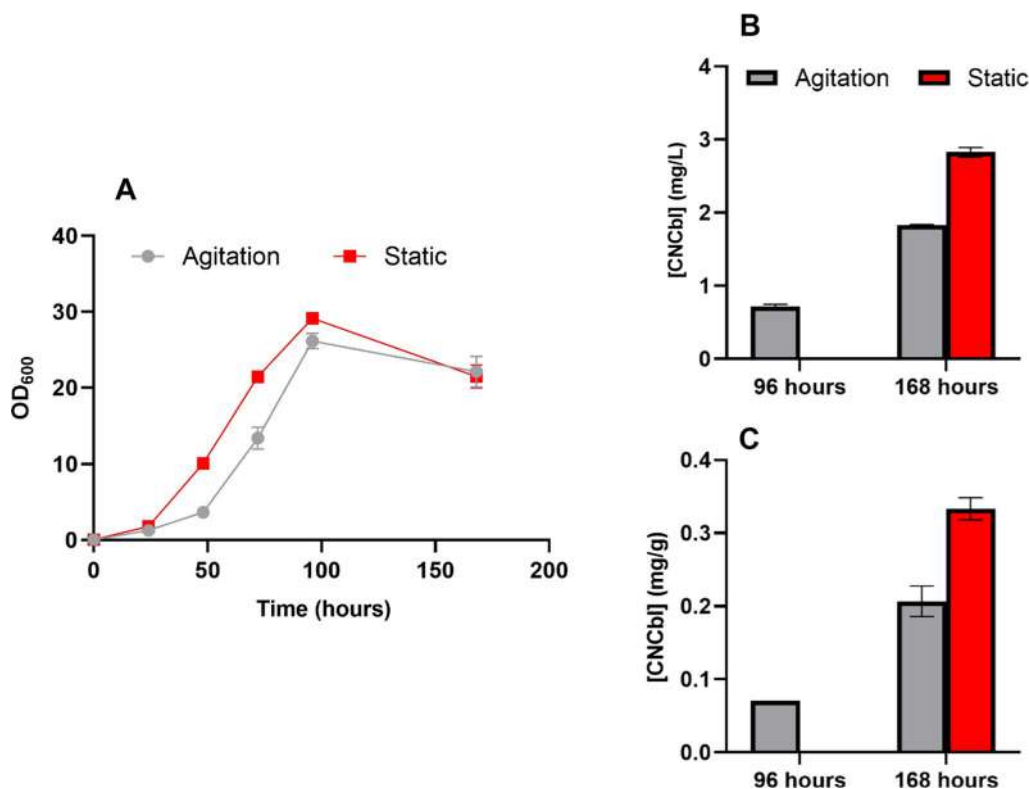 A
Agitation Static
40
30
20
10
0
OD600
0 50 100 150 200
Time (hours)
B
Agitation Static
4
3
2
1
0
[CNCbl] (mg/L)
96 hours 168 hours
C
0.4
0.3
0.2
0.1
0.0
[CNCbl] (mg/g)
96 hours 168 hours